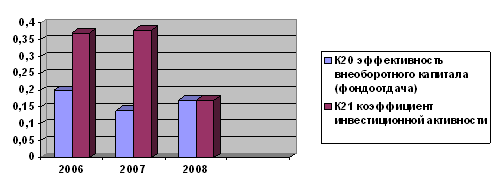 0,4
0,35
0,3
0,25
0,2
0,15
0,1
0,05
0
2006 2007 2008
К20 эффективность
внеоборотного капитала
(фондоотдача)
К21 коэффициент
инвестиционной активности